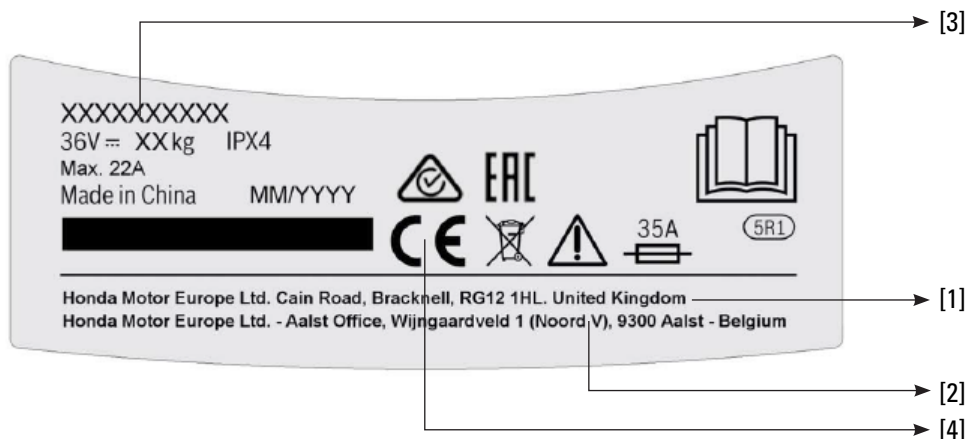 [3]
XXXXXXXXXX
36V XXkg IPX4
Max. 22A
Made in China MM/YYYY
EAC
CE
35A
5R1
Honda Motor Europe Ltd. Cain Road, Bracknell, RG12 1HL. United Kingdom
[1]
Honda Motor Europe Ltd. - Aalst Office, Wijngaardveld 1 (Noord V), 9300 Aalst - Belgium
[2]
[4]